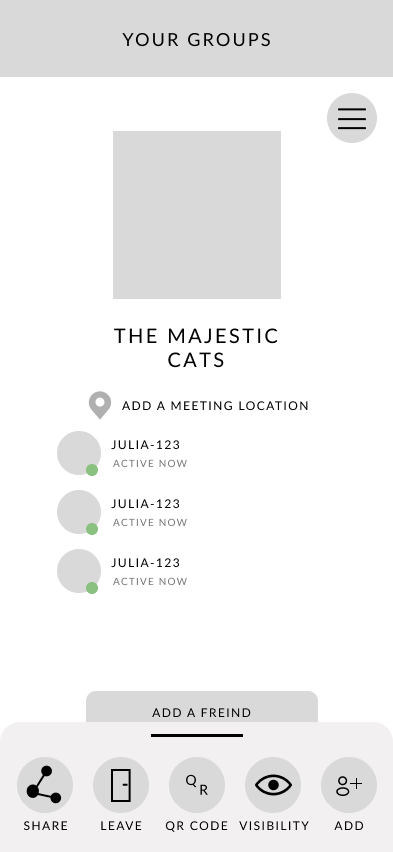 YOUR GROUPS
THE MAJESTIC
CATS
ADD A MEETING LOCATION
JULIA-123
ACTIVE NOW
JULIA-123
ACTIVE NOW
JULIA-123
ACTIVE NOW
ADD A FREIND
QR
SHARE LEAVE QR CODE VISIBILITY ADD